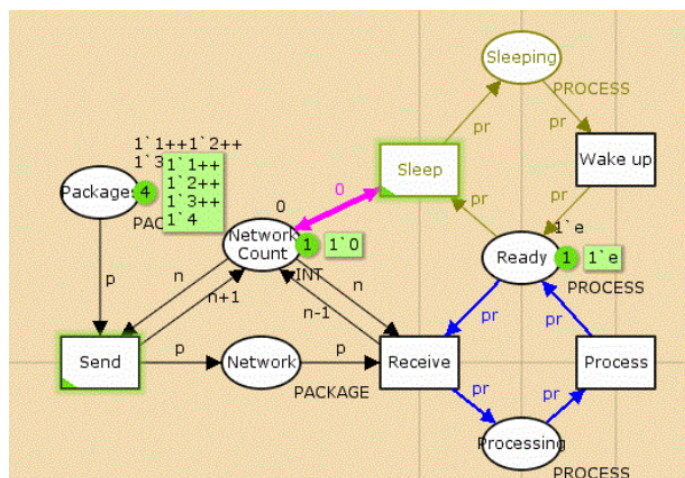 Sleeping
PROCESS
pr
pr
1`1++1`2++
1`3
1`1++
1`2++
1`3++
1`4
Packages
4
PAC
Sleep
Wake up
0
0
pr
pr
1`e
Network
Count
1
1`0
INT
Ready
1
1`e
PROCESS
p
n
n+1
n
n-1
pr
pr
Send
p
Network
p
Receive
Process
PACKAGE
pr
pr
Processing
PROCESS